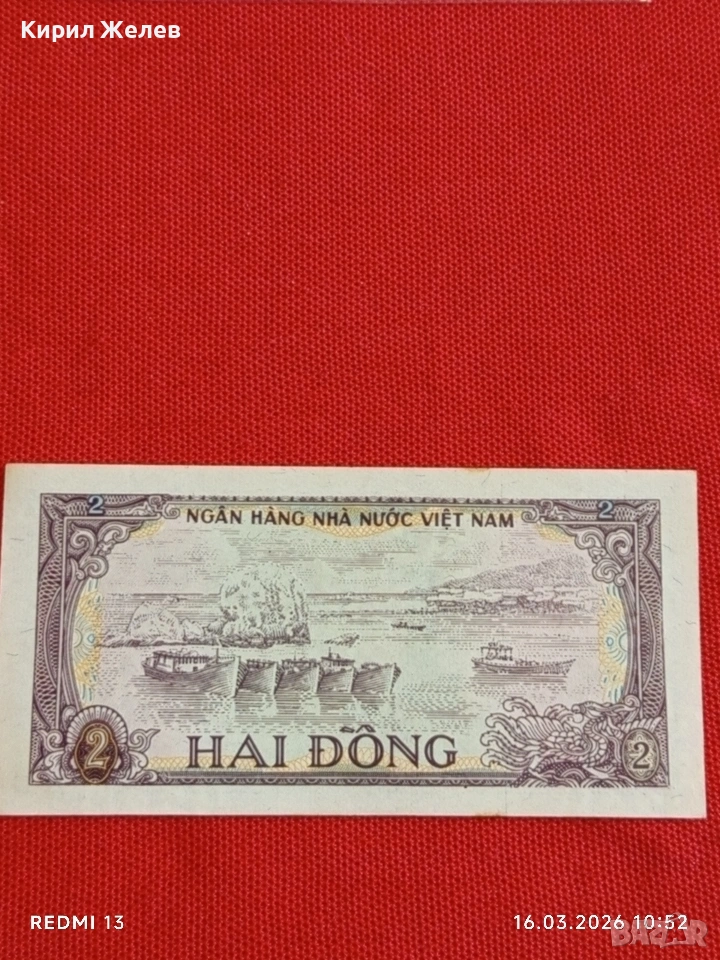 Кирил Желев
2 NGÂN HÀNG NHÀ NƯỚC VIỆT NAM 2
2 HAI ĐỒNG 2
REDMI 13 16.03.2026 10:52
BAZAR